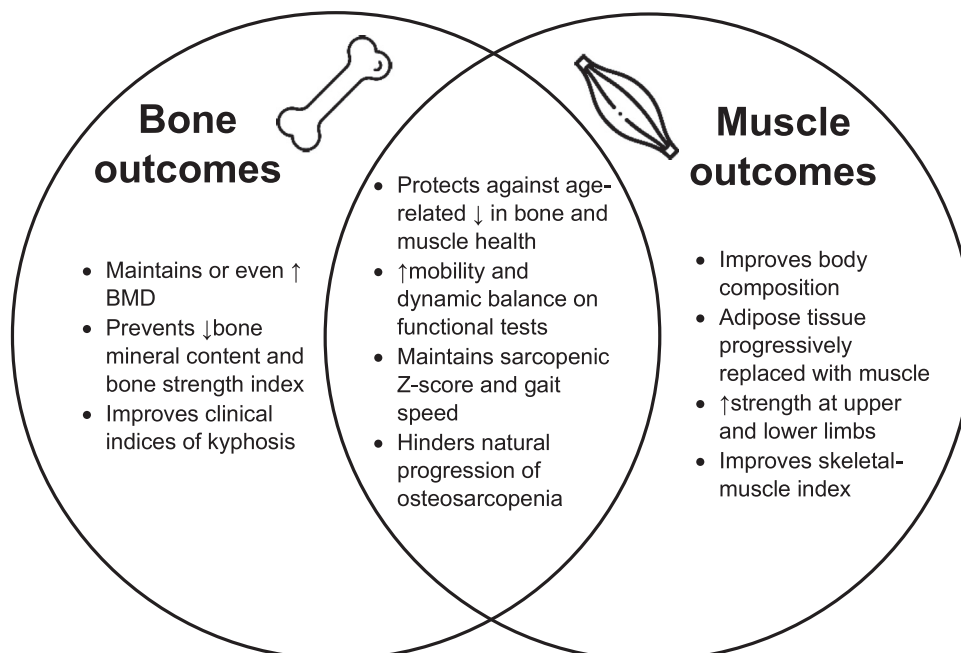 Bone
outcomes
• Maintains or even ↑
BMD
• Prevents ↓bone
mineral content and
bone strength index
• Improves clinical
indices of kyphosis
• Protects against age-
related ↓ in bone and
muscle health
• ↑mobility and
dynamic balance on
functional tests
• Maintains sarcopenic
Z-score and gait
speed
• Hinders natural
progression of
osteosarcopenia
Muscle
outcomes
• Improves body
composition
• Adipose tissue
progressively
replaced with muscle
• ↑strength at upper
and lower limbs
• Improves skeletal-
muscle index